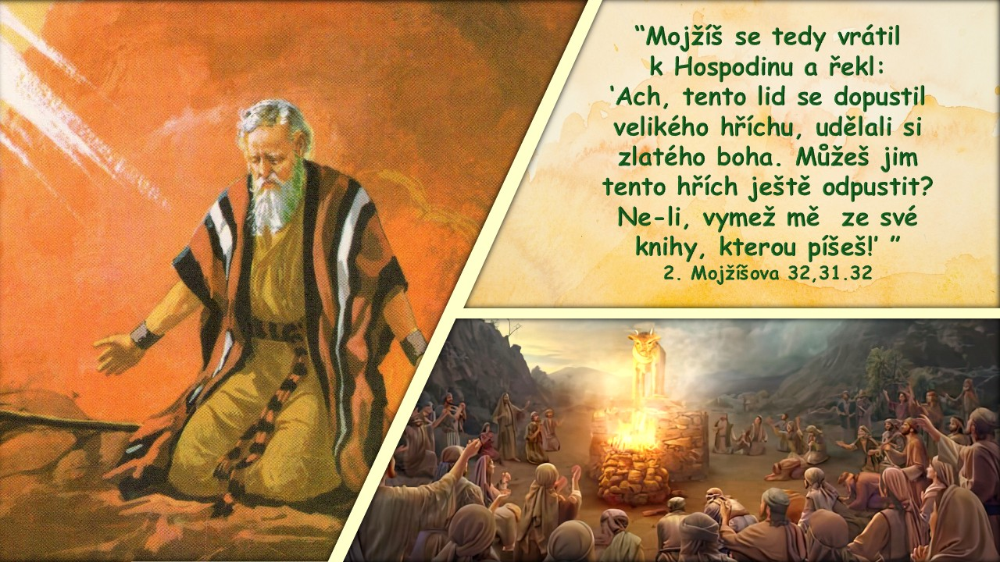 “Mojžíš se tedy vrátil
k Hospodinu a řekl:
‘Ach, tento lid se dopustil
velikého hříchu, udělali si
zlatého boha. Můžeš jim
tento hřích ještě odpustit?
Ne-li, vymež mě ze své
knihy, kterou píšeš!’ ”
2. Mojžíšova 32,31.32